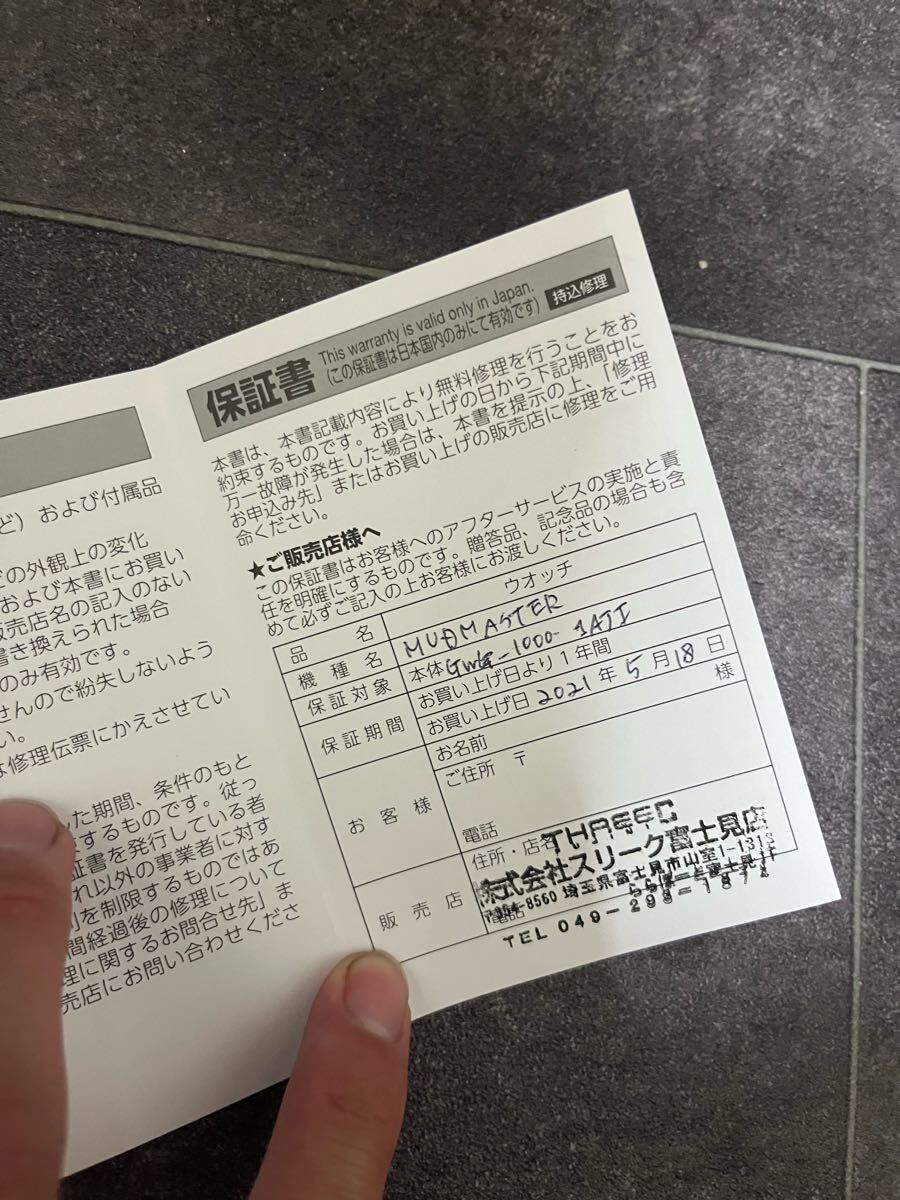 ど) および付属品
の外観上の変化
および本書にお買い
販売店名の記入のない
書き換えられた場合
のみ有効です。
せんので紛失しないよう
い。
は修理伝票にかえさせてい
た期間、条件のもと
するものです。従っ
証書を発行している者
れ以外の事業者に対す
利を制限するものではあ
間経過後の修理について
理に関するお問合せ先」ま
売店にお問い合わせくださ
保証書
This warranty is valid only in Japan.
(この保証書は日本国内のみにて有効です)
持込修理
本書は、本書記載内容により無料修理を行うことをお
約束するものです。お買い上げの日から下記期間中に
万一故障が発生した場合は、本書を提示の上、「修理
お申込み先」またはお買い上げの販売店に修理をご用
命ください。
★ご販売店様へ
この保証書はお客様へのアフターサービスの実施と責
任を明確にするものです。贈答品、記念品の場合も含
めて必ずご記入の上お客様にお渡しください。
品名 ウオッチ
機種名 MUDMASTER
保証対象 本体 GWG-1000-1AJI
保証期間 お買い上げ日より1年間
お買い上げ日 2021年 5月 18日
お客様 お名前 様
ご住所 〒
電話
販売店 住所・店名
THREEC
株式会社スリーク富士見店
〒354-8560 埼玉県富士見市山室1-1313
ららぽーと富士見
電話
TEL 049-293-1874